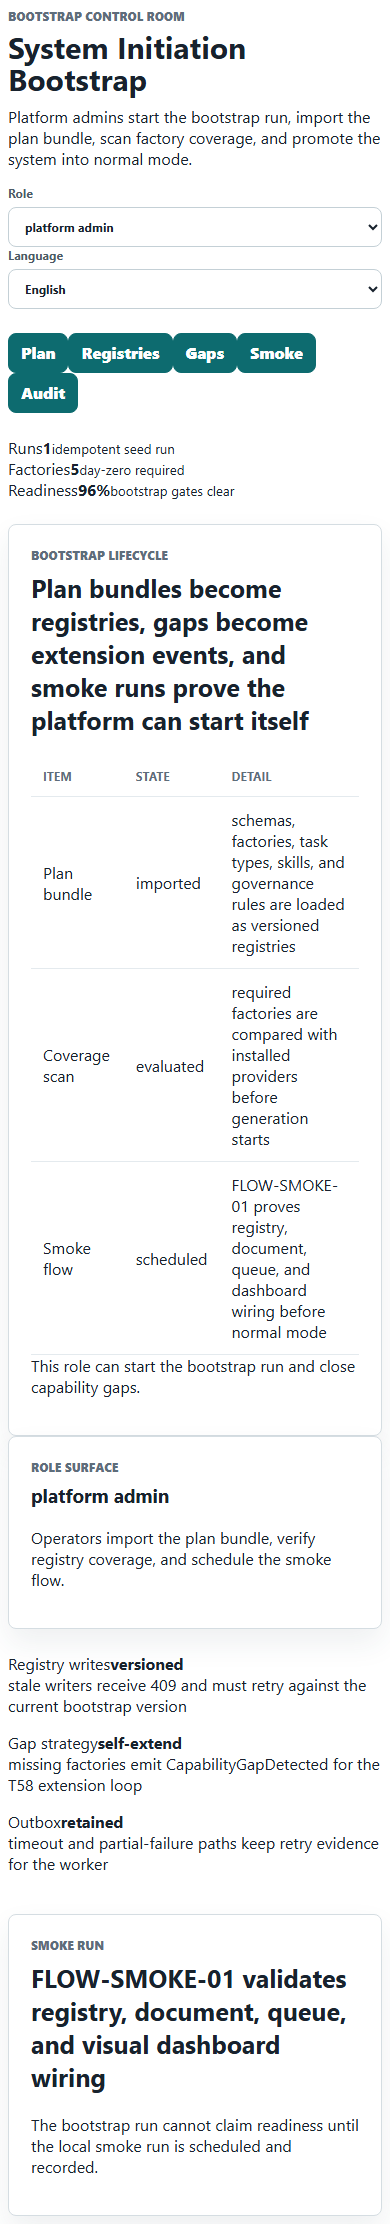 BOOTSTRAP CONTROL ROOM
System Initiation
Bootstrap
Platform admins start the bootstrap run, import the
plan bundle, scan factory coverage, and promote the
system into normal mode.
Role
platform admin
Language
English
Plan Registries Gaps Smoke
Audit
Runs1idempotent seed run
Factories5day-zero required
Readiness96%bootstrap gates clear
BOOTSTRAP LIFECYCLE
Plan bundles become
registries, gaps become
extension events, and
smoke runs prove the
platform can start itself
ITEM STATE DETAIL
Plan
bundle
imported
schemas,
factories, task
types, skills, and
governance
rules are loaded
as versioned
registries
Coverage
scan
evaluated
required
factories are
compared with
installed
providers
before
generation
starts
Smoke
flow
scheduled
FLOW-SMOKE-
01 proves
registry,
document,
queue, and
dashboard
wiring before
normal mode
This role can start the bootstrap run and close
capability gaps.
ROLE SURFACE
platform admin
Operators import the plan bundle, verify
registry coverage, and schedule the smoke
flow.
Registry writesversioned
stale writers receive 409 and must retry against the
current bootstrap version
Gap strategyself-extend
missing factories emit CapabilityGapDetected for the
T58 extension loop
Outboxretained
timeout and partial-failure paths keep retry evidence
for the worker
SMOKE RUN
FLOW-SMOKE-01 validates
registry, document, queue,
and visual dashboard
wiring
The bootstrap run cannot claim readiness until
the local smoke run is scheduled and
recorded.